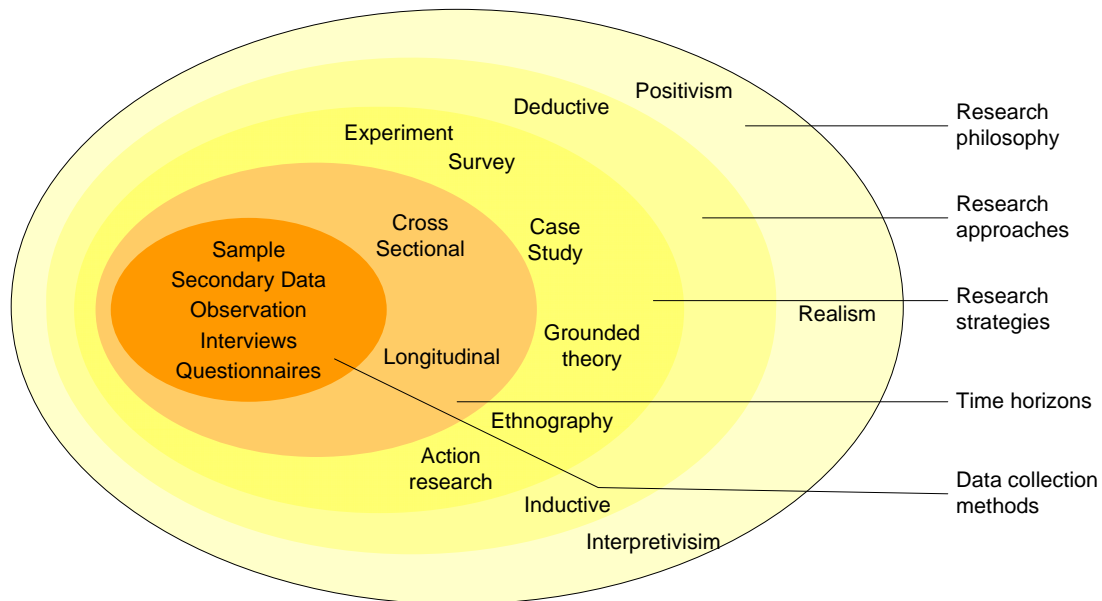 Positivism
Deductive
Experiment
Survey
Case
Study
Cross
Sectional
Sample
Secondary Data
Observation
Interviews
Questionnaires
Longitudinal
Grounded
theory
Realism
Ethnography
Action
research
Inductive
Interpretivism
Research
philosophy
Research
approaches
Research
strategies
Time horizons
Data collection
methods